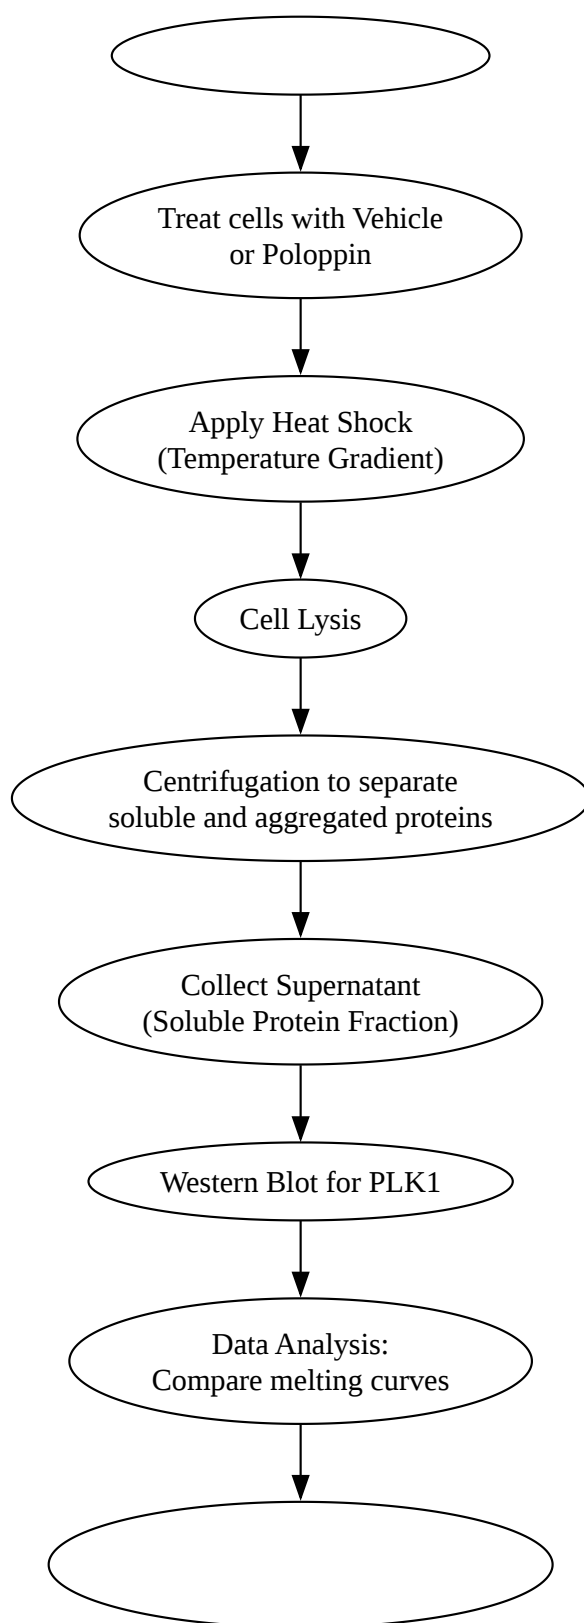 Treat cells with Vehicle
or Poloppin
Apply Heat Shock
(Temperature Gradient)
Cell Lysis
Centrifugation to separate
soluble and aggregated proteins
Collect Supernatant
(Soluble Protein Fraction)
Western Blot for PLK1
Data Analysis:
Compare melting curves